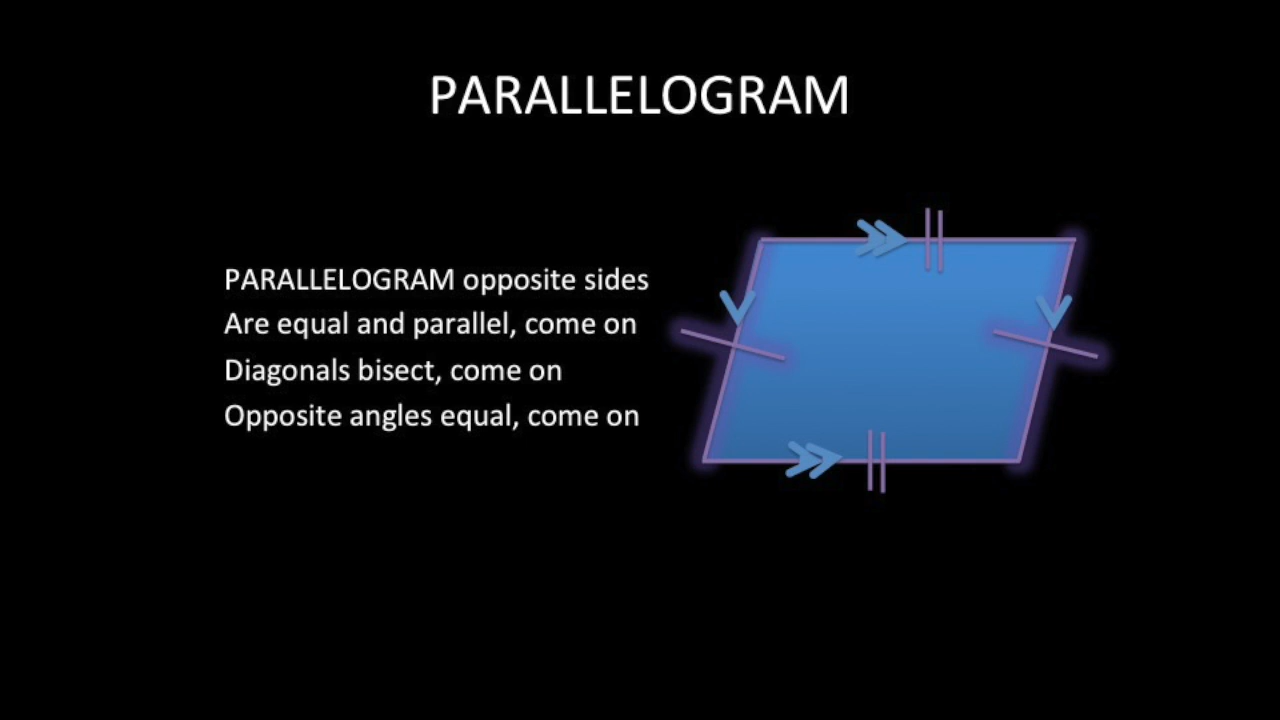 PARALLELOGRAM
PARALLELOGRAM opposite sides
Are equal and parallel, come on
Diagonals bisect, come on
Opposite angles equal, come on